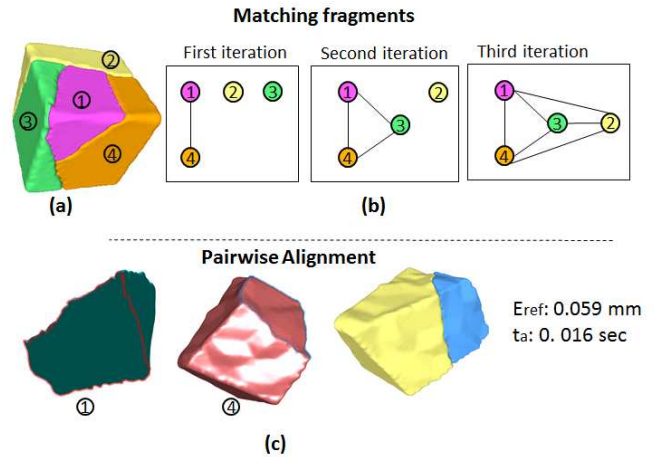 Matching fragments
First iteration Second iteration Third iteration
② ① ③ ④
1 2 3 4
1 2 3 4
1 3 2 4
(a) (b)
Pairwise Alignment
Eref: 0.059 mm
ta: 0. 016 sec
① ④
(c)